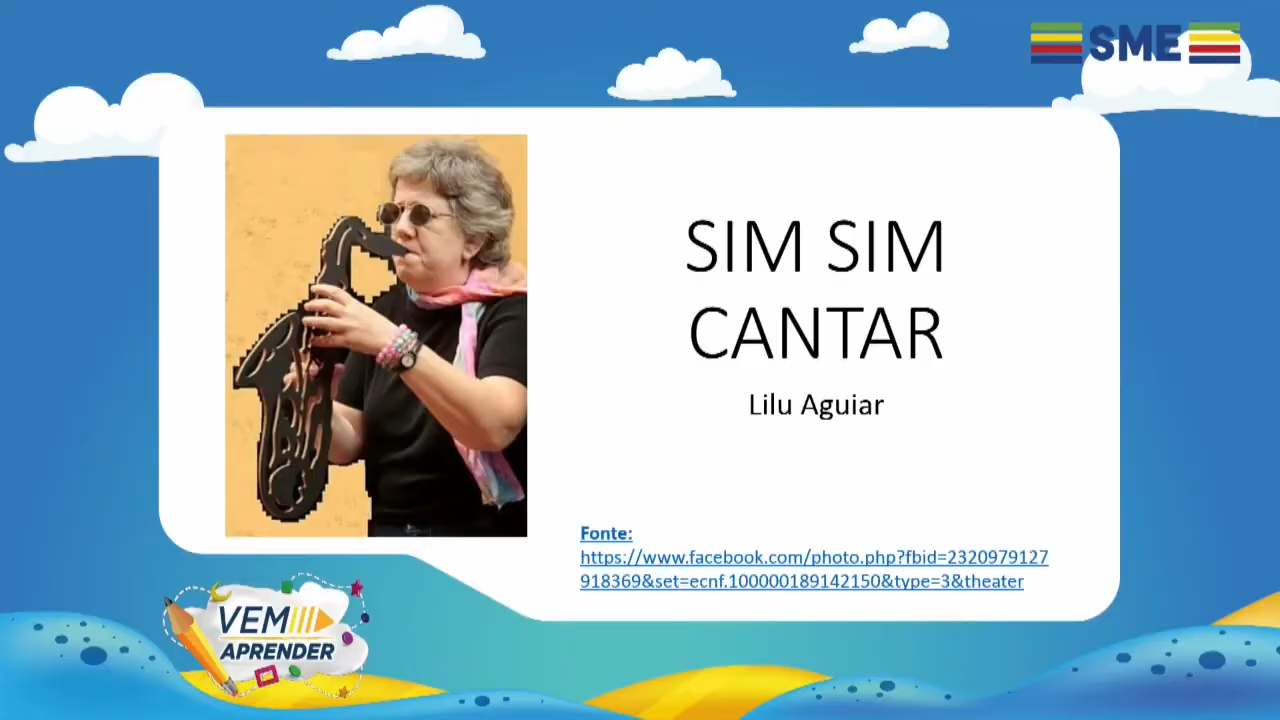 SME
SIM SIM
CANTAR
Lilu Aguiar
Fonte:
https://www.facebook.com/photo.php?fbid=2320979127
918369&set=ecnf.100000189142150&type=3&theater
VEM
APRENDER